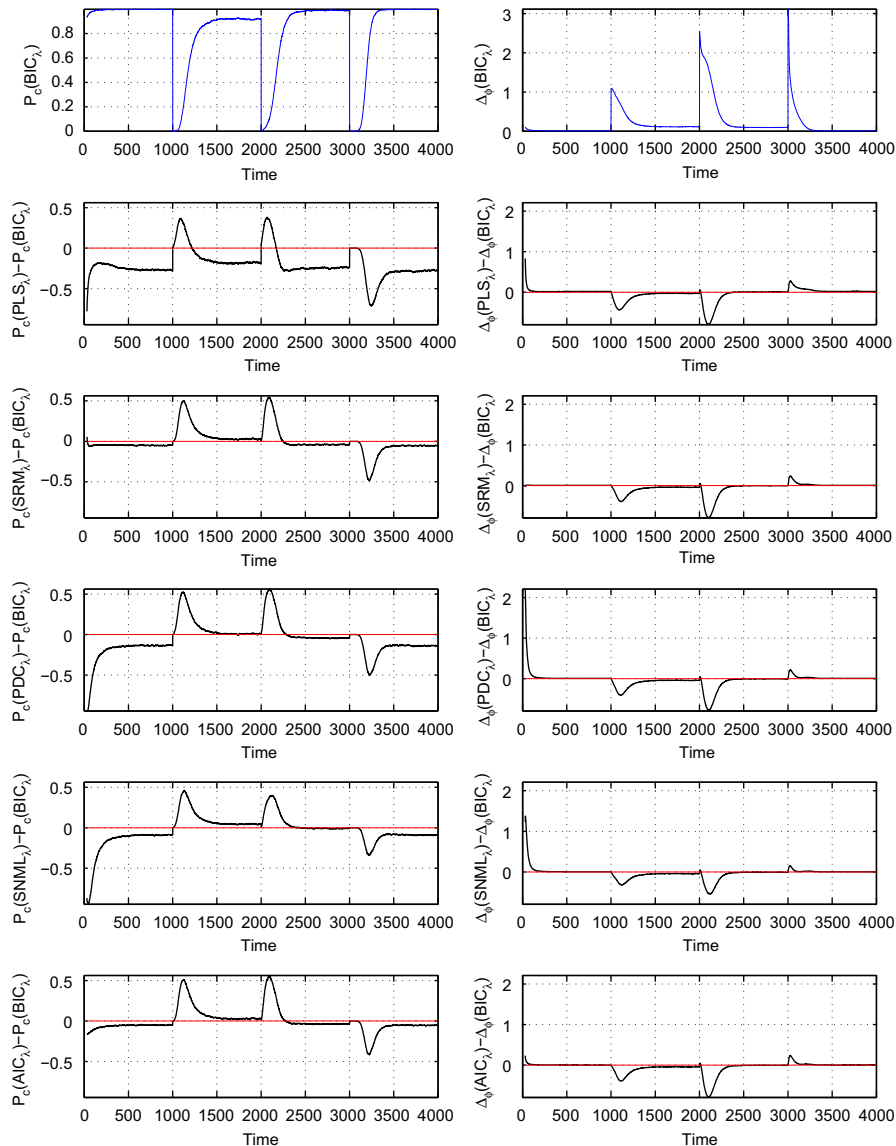 P_c(BIC_λ)
0.8
0.6
0.4
0.2
0
500 1000 1500 2000 2500 3000 3500 4000
Time
Δ_ϕ(BIC_λ)
3
2
1
0
0 500 1000 1500 2000 2500 3000 3500 4000
Time
P_c(PLS_λ)−P_c(BIC_λ)
0.5
0
−0.5
0 500 1000 1500 2000 2500 3000 3500 4000
Time
Δ_ϕ(PLS_λ)−Δ_ϕ(BIC_λ)
2
1
0
0 500 1000 1500 2000 2500 3000 3500 4000
Time
P_c(SRM_λ)−P_c(BIC_λ)
0.5
0
−0.5
0 500 1000 1500 2000 2500 3000 3500 4000
Time
Δ_ϕ(SRM_λ)−Δ_ϕ(BIC_λ)
2
1
0
0 500 1000 1500 2000 2500 3000 3500 4000
Time
P_c(PDC_λ)−P_c(BIC_λ)
0.5
0
−0.5
0 500 1000 1500 2000 2500 3000 3500 4000
Time
Δ_ϕ(PDC_λ)−Δ_ϕ(BIC_λ)
2
1
0
0 500 1000 1500 2000 2500 3000 3500 4000
Time
P_c(SNML_λ)−P_c(BIC_λ)
0.5
0
−0.5
0 500 1000 1500 2000 2500 3000 3500 4000
Time
Δ_ϕ(SNML_λ)−Δ_ϕ(BIC_λ)
2
1
0
0 500 1000 1500 2000 2500 3000 3500 4000
Time
P_c(AIC_λ)−P_c(BIC_λ)
0.5
0
−0.5
0 500 1000 1500 2000 2500 3000 3500 4000
Time
Δ_ϕ(AIC_λ)−Δ_ϕ(BIC_λ)
2
1
0
0 500 1000 1500 2000 2500 3000 3500 4000
Time